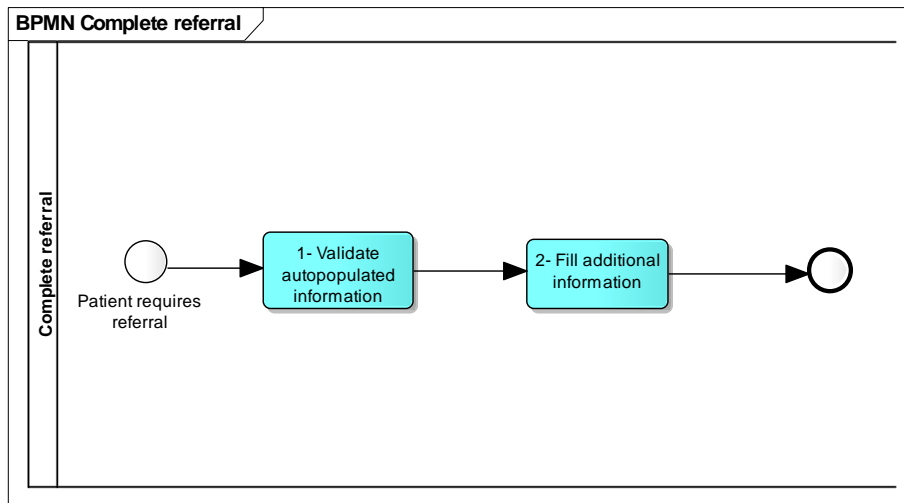 BPMN Complete referral
Complete referral
Patient requires
referral
1- Validate
autopopulated
information
2- Fill additional
information